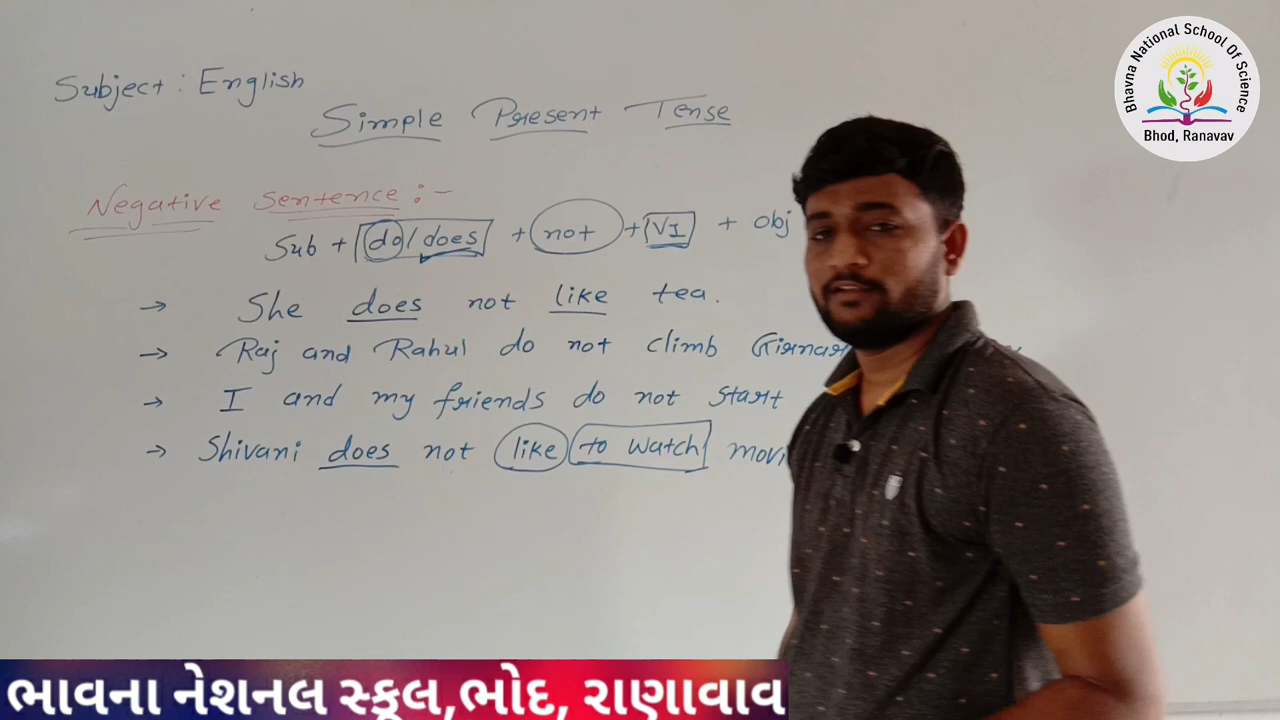 Subject : English
Simple Present Tense
Negative sentence :-
Sub + do/does + not + V1 + obj
→ She does not like tea.
→ Raj and Rahul do not climb
→ I and my friends do not start
→ Shivani does not like to watch
Bhavna National School Of Science
Bhod, Ranavav
ભાવના નેશનલ સ્કૂલ,ભોદ, રાણાવાવ